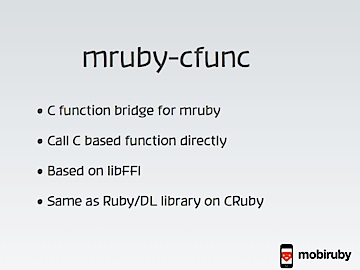 mruby-cfunc
• C function bridge for mruby
• Call C based function directly
• Based on libFFI
• Same as Ruby/DL library on CRuby
mobiruby